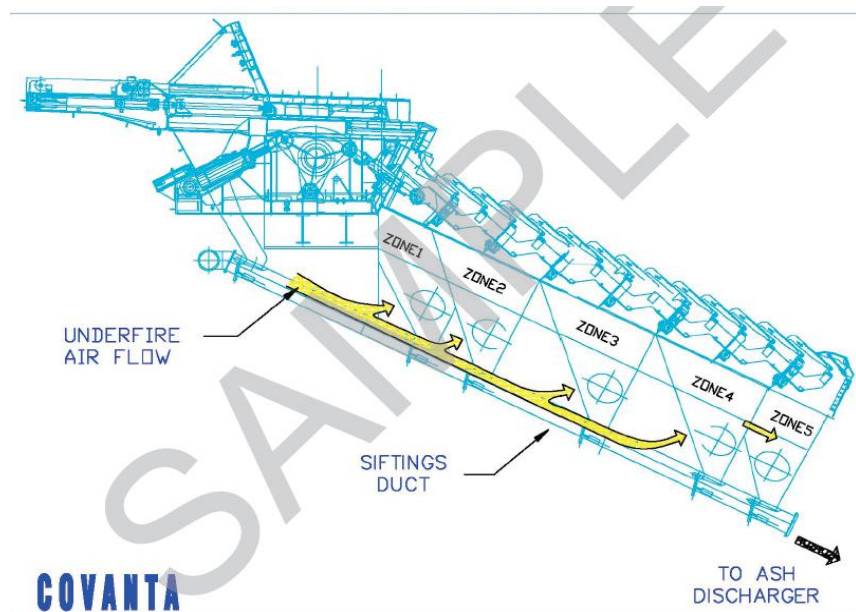 SAMPLE
ZONE1
ZONE2
ZONE3
ZONE4
ZONE5
UNDERFIRE
AIR FLOW
SIFTINGS
DUCT
TO ASH
DISCHARGER
COVANTA